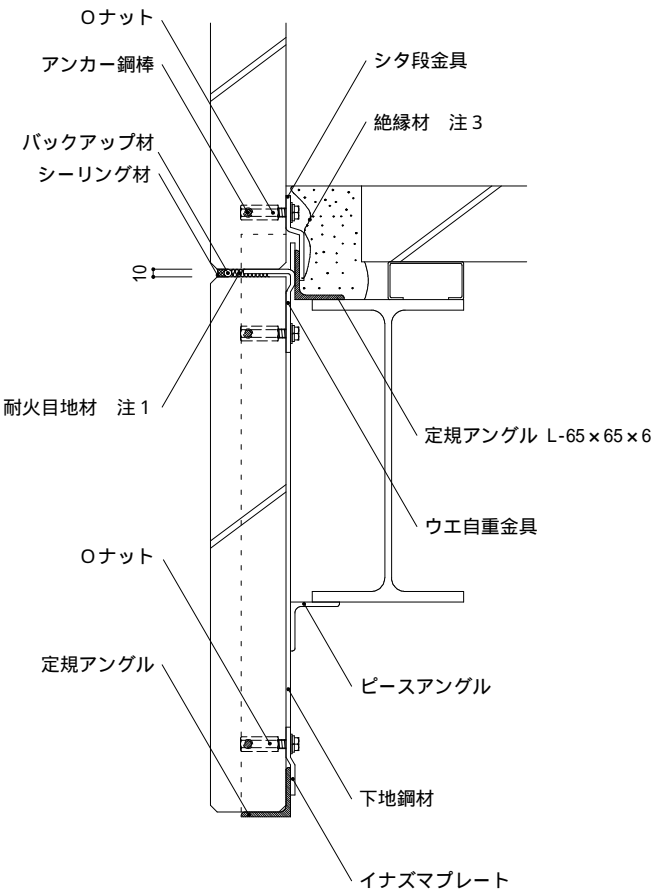 Oナット
アンカー鋼棒
シタ段金具
絶縁材 注3
バックアップ材
シーリング材
10
耐火目地材 注1
定規アングル L-65×65×6
ウエ自重金具
Oナット
定規アングル
ピースアングル
下地鋼材
イナズマプレート